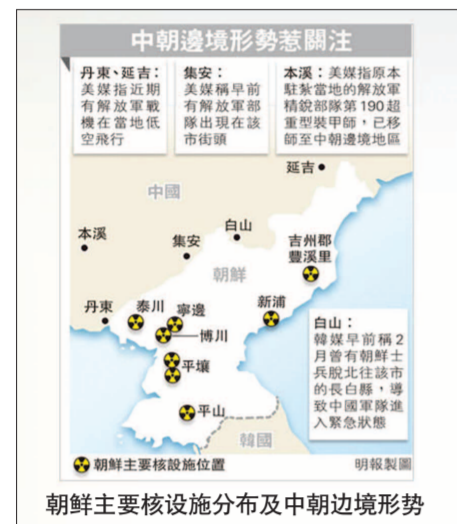 中朝邊境形勢惹關注
丹東、延吉：
美媒指近期
有解放軍戰
機在當地低
空飛行
集安：
美媒稱早前
有解放軍部
隊出現在該
市街頭
本溪：美媒指原本
駐紮當地的解放軍
精銳部隊第190超
重型裝甲師，已移
師至中朝邊境地區
延吉
中國
白山
本溪
集安
吉州郡
豐溪里
朝鮮
丹東
泰川
寧邊
新浦
博川
平壤
平山
白山：
韓媒早前稱2
月曾有朝鮮士
兵脫北往該市
的長白縣，導
致中國軍隊進
入緊急狀態
韓國
朝鮮主要核設施位置
明報製圖
朝鲜主要核设施分布及中朝边境形势